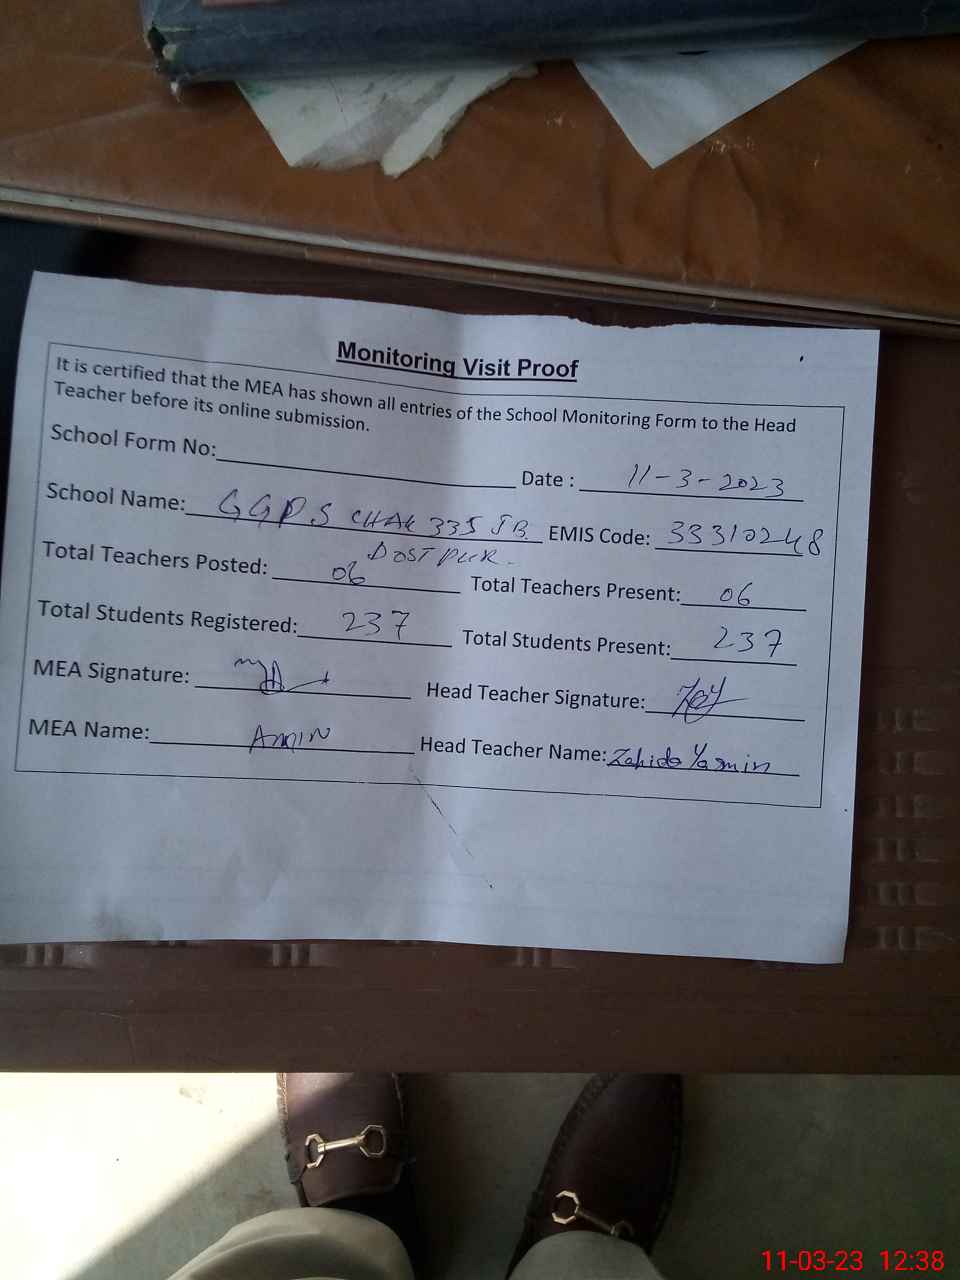 Monitoring Visit Proof
It is certified that the MEA has shown all entries of the School Monitoring Form to the Head
Teacher before its online submission.
School Form No: Date : 11-3-2023
School Name: GGPS CHAK 335 JB EMIS Code: 33310248
DOST PUR.
Total Teachers Posted: 06 Total Teachers Present: 06
Total Students Registered: 237 Total Students Present: 237
MEA Signature: Head Teacher Signature:
MEA Name: AMIN Head Teacher Name: Zahida Yasmin
11-03-23 12:38